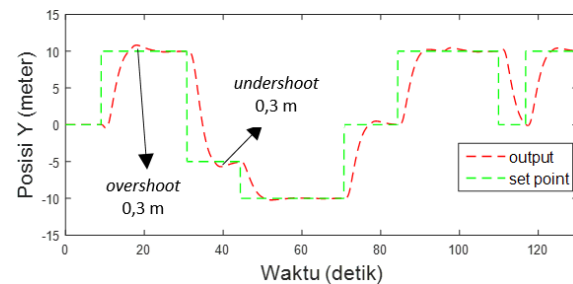 15
10
5
0
-5
-10
-15
Posisi Y (meter)
undershoot
0,3 m
overshoot
0,3 m
output
set point
0 20 40 60 80 100 120
Waktu (detik)